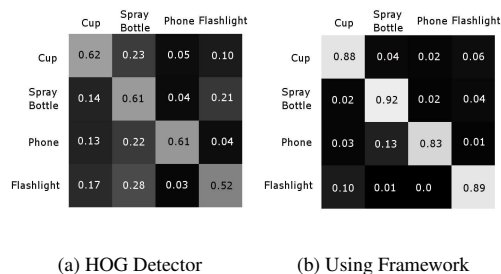 Cup Spray Bottle Phone Flashlight
Cup 0.62 0.23 0.05 0.10
Spray Bottle 0.14 0.61 0.04 0.21
Phone 0.13 0.22 0.61 0.04
Flashlight 0.17 0.28 0.03 0.52
(a) HOG Detector
Cup Spray Bottle Phone Flashlight
Cup 0.88 0.04 0.02 0.06
Spray Bottle 0.02 0.92 0.02 0.04
Phone 0.03 0.13 0.83 0.01
Flashlight 0.10 0.01 0.0 0.89
(b) Using Framework